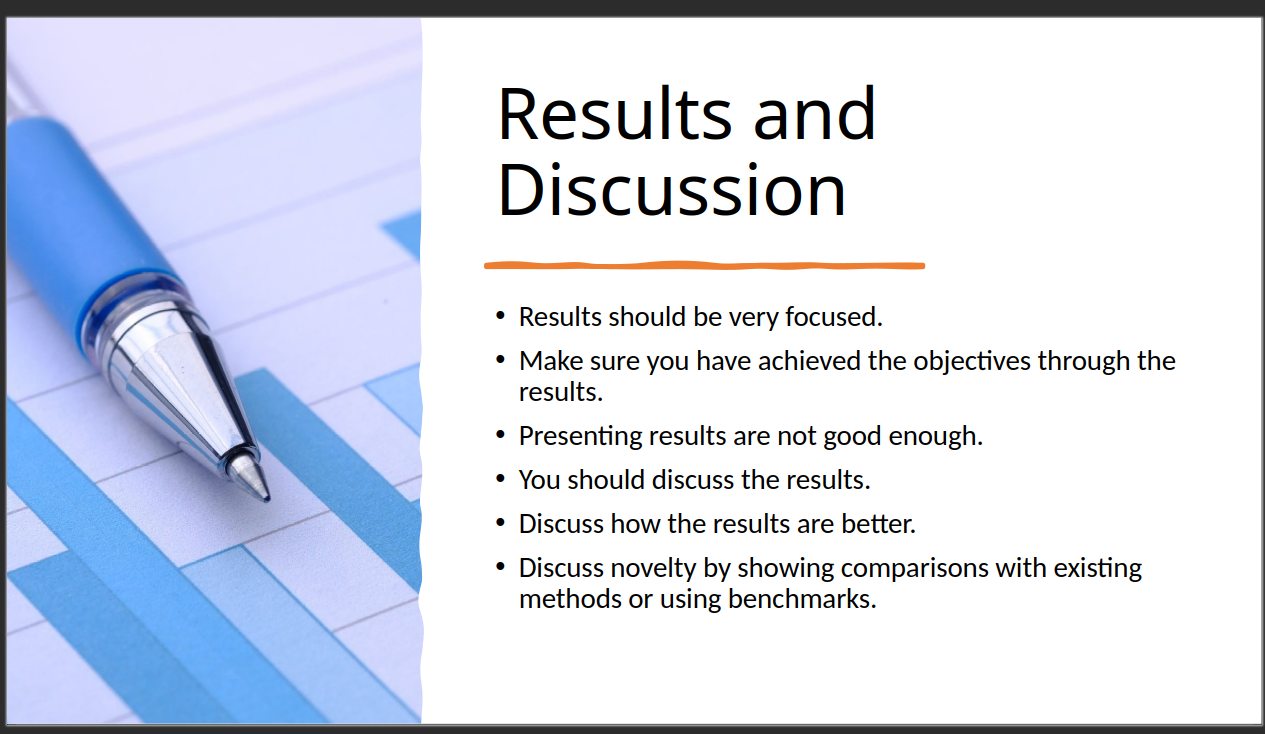 Results and
Discussion
• Results should be very focused.
• Make sure you have achieved the objectives through the
results.
• Presenting results are not good enough.
• You should discuss the results.
• Discuss how the results are better.
• Discuss novelty by showing comparisons with existing
methods or using benchmarks.